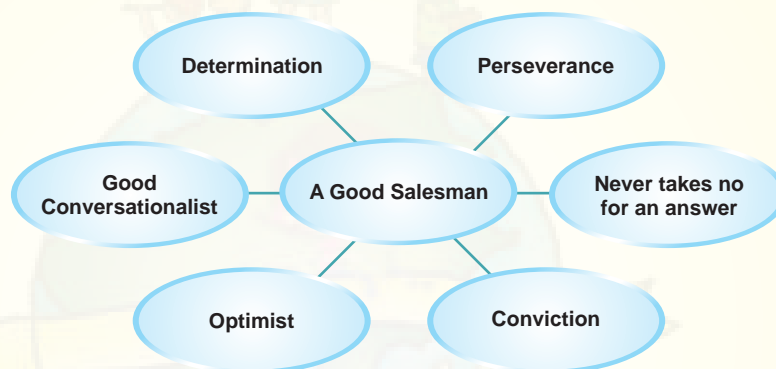 Determination
Perseverance
Good
Conversationalist
A Good Salesman
Never takes no
for an answer
Optimist
Conviction